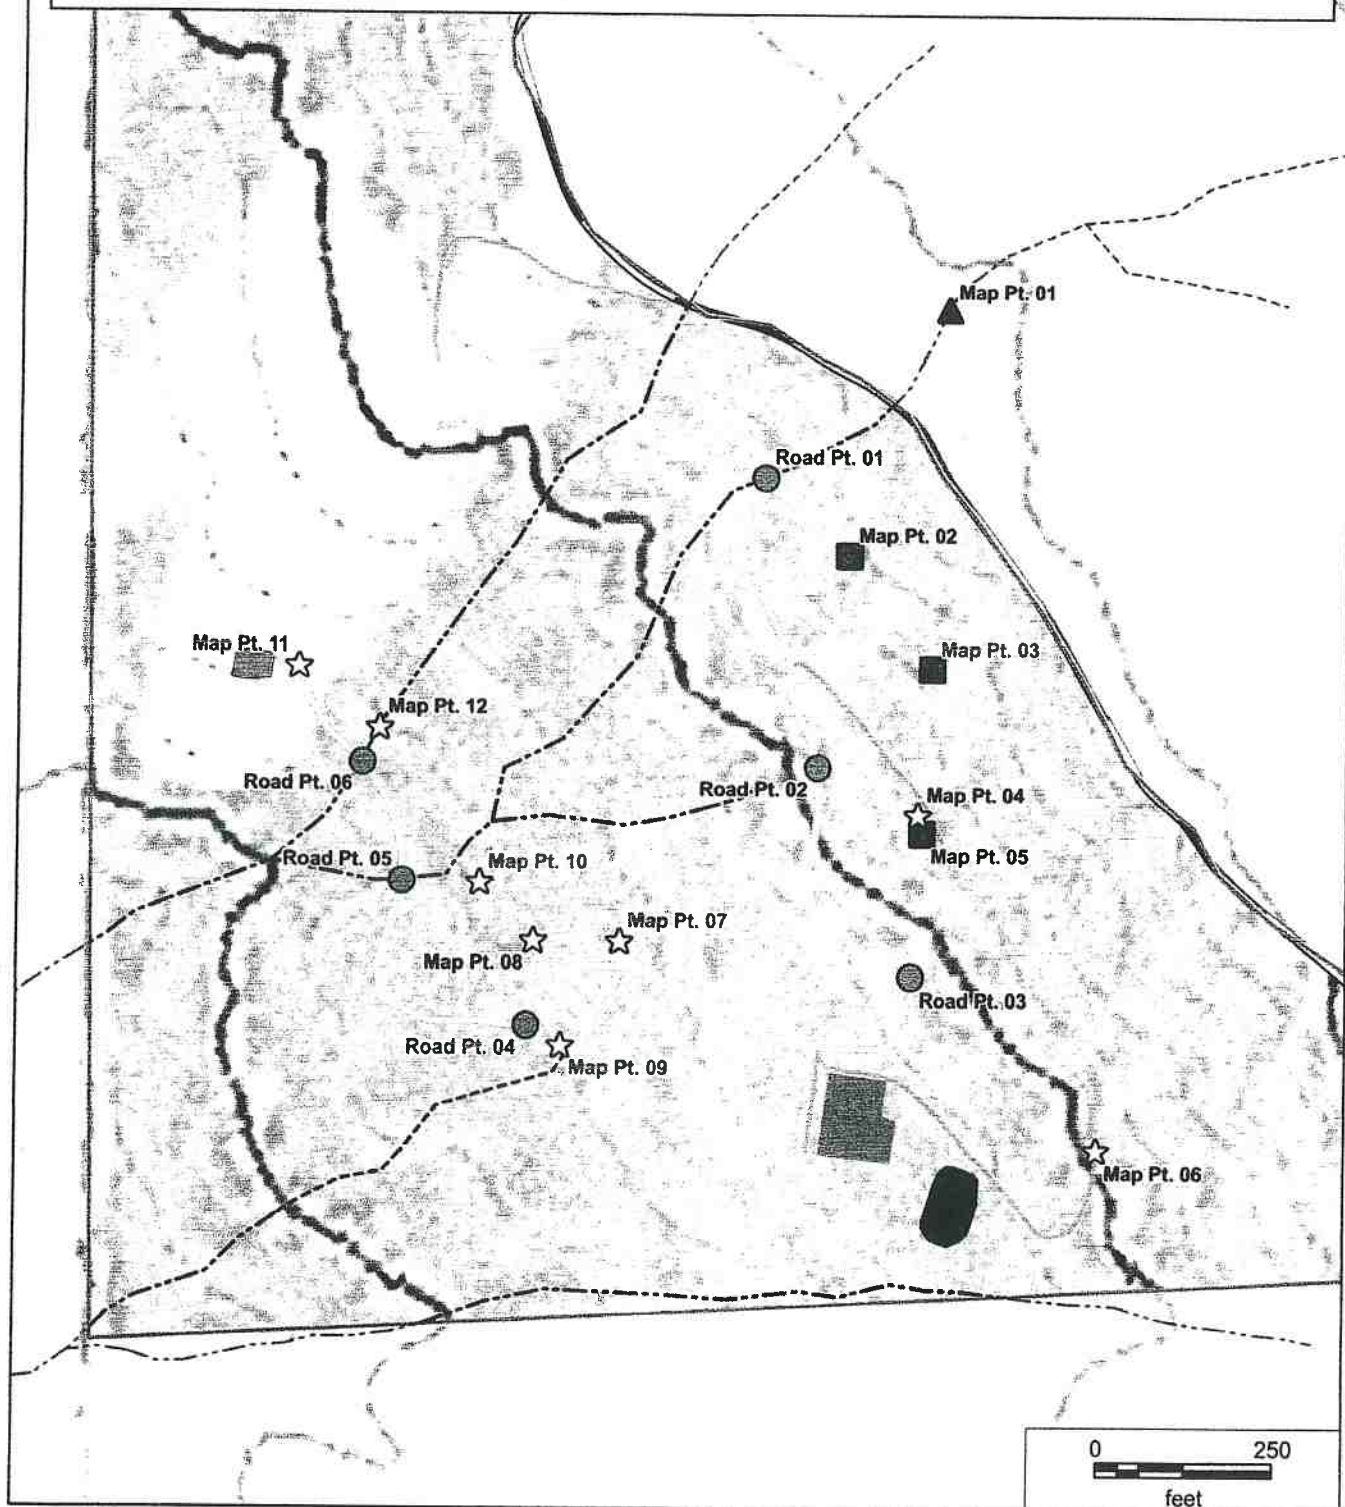 Map Pt. 01
Road Pt. 01
Map Pt. 02
Map Pt. 03
Map Pt. 11
Map Pt. 12
Road Pt. 06
Road Pt. 02
Map Pt. 04
Map Pt. 05
Road Pt. 05
Map Pt. 10
Map Pt. 07
Map Pt. 08
Road Pt. 03
Road Pt. 04
Map Pt. 09
Map Pt. 06
0 250
feet